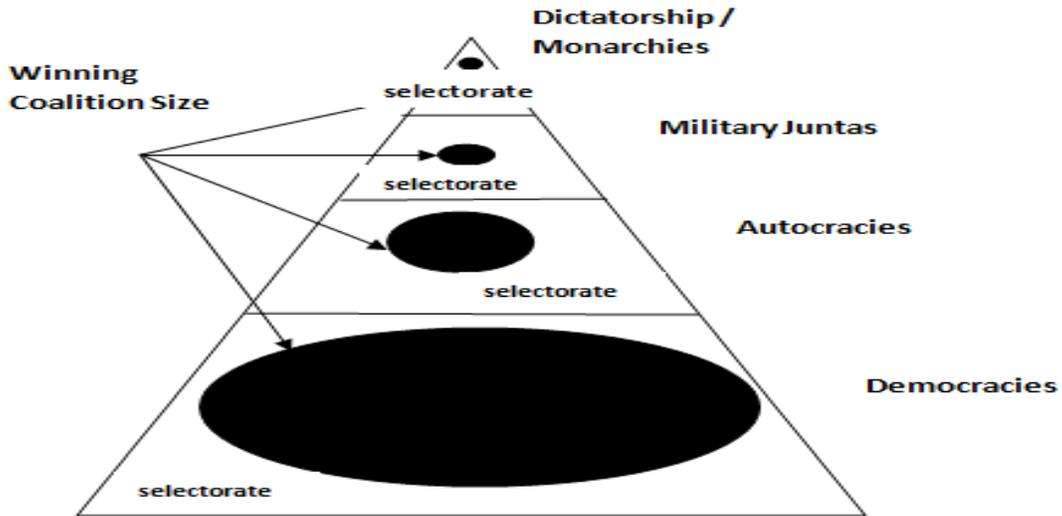 Dictatorship /
Monarchies
Winning
Coalition Size
selectorate
Military Juntas
selectorate
Autocracies
selectorate
Democracies
selectorate